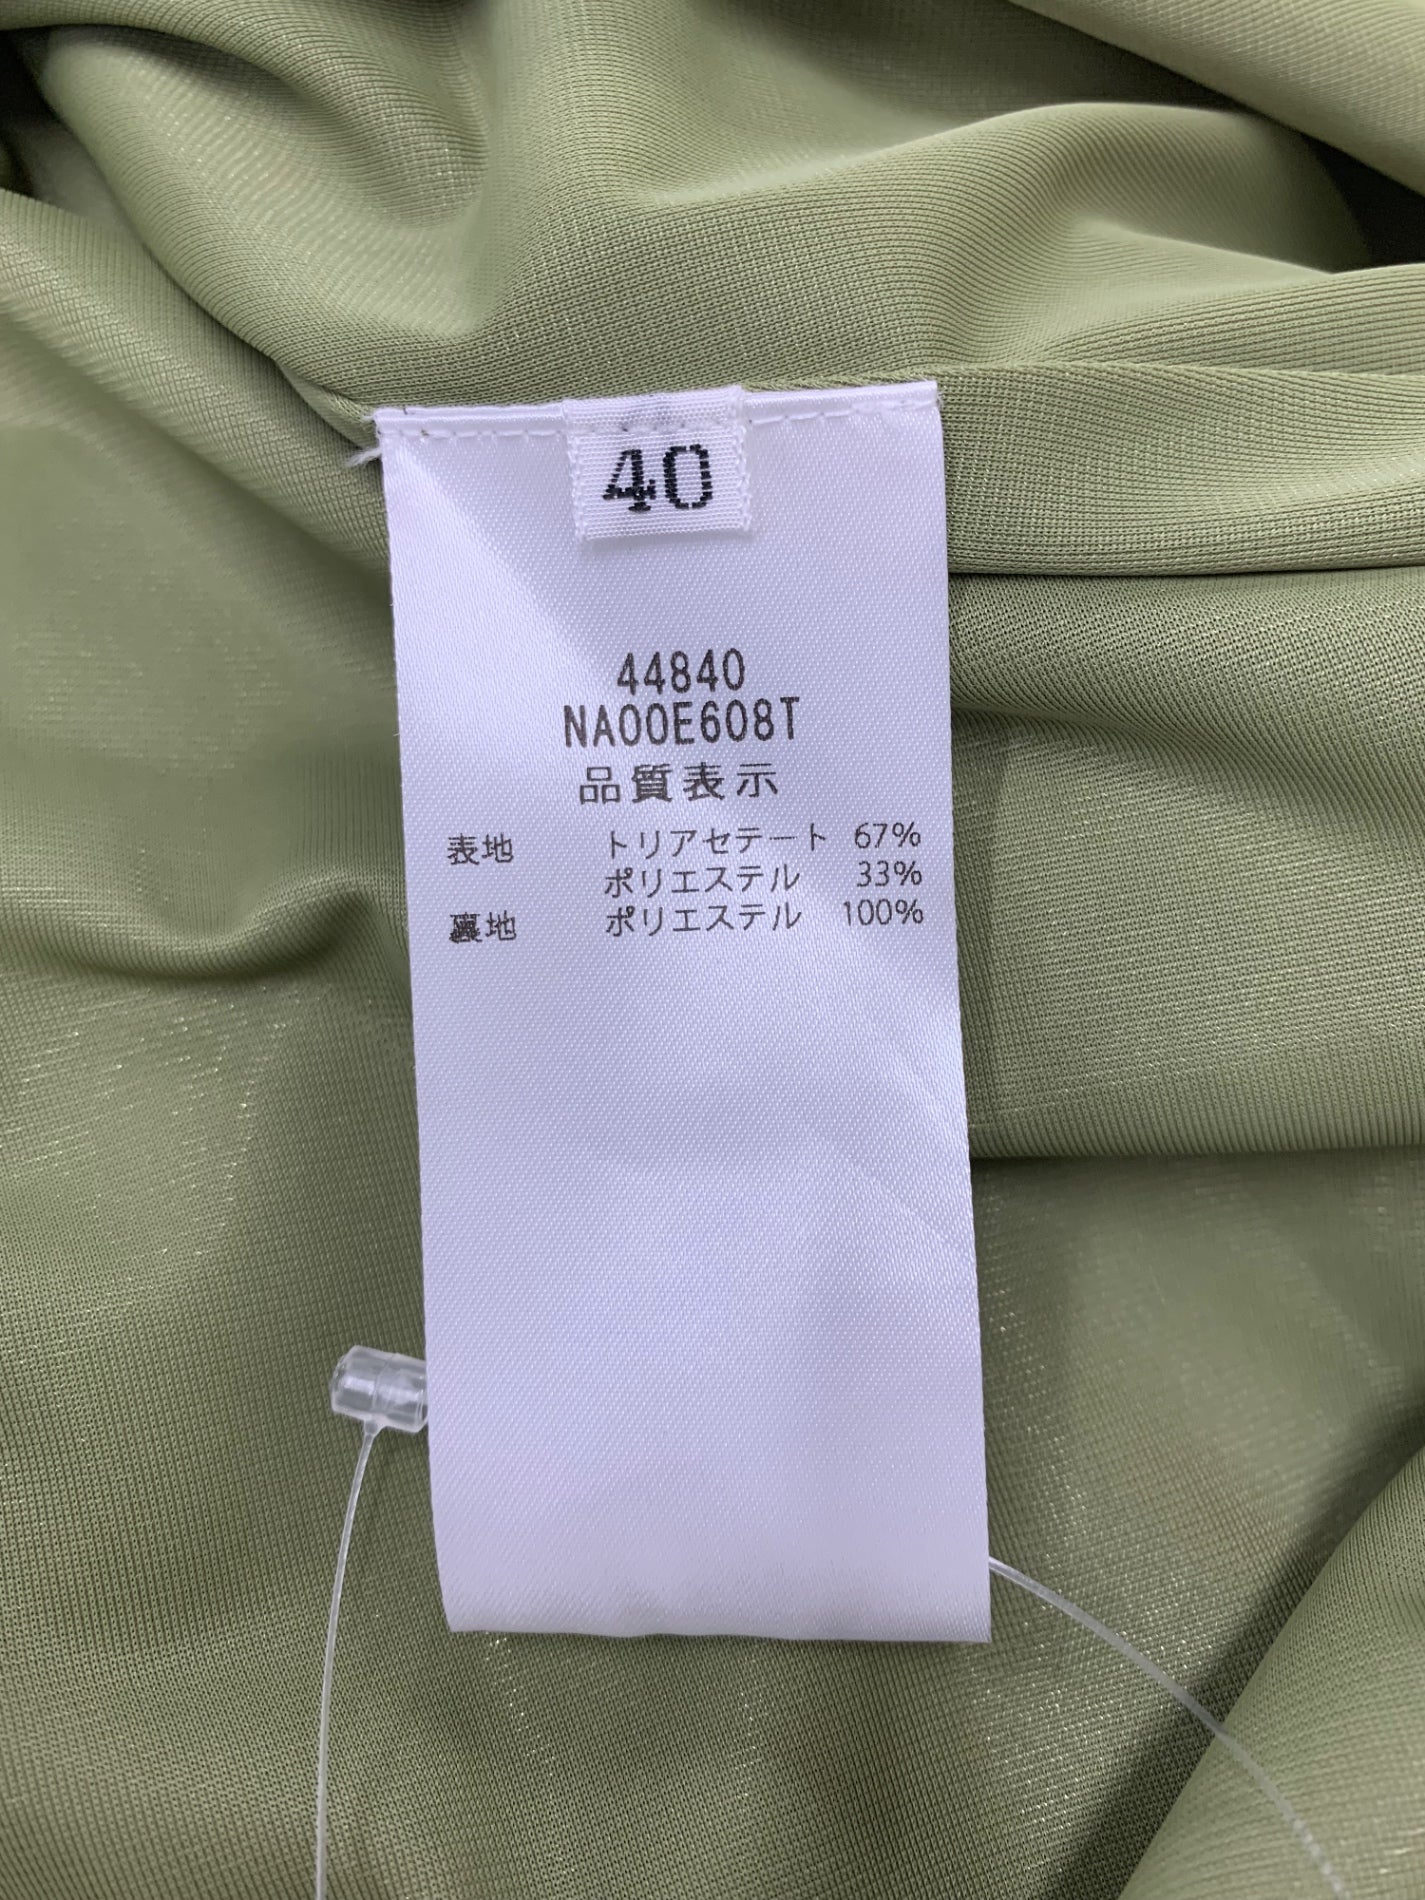 40
44840
NA00E608T
品質表示
表地 トリアセテート 67%
ポリエステル 33%
裏地 ポリエステル 100%